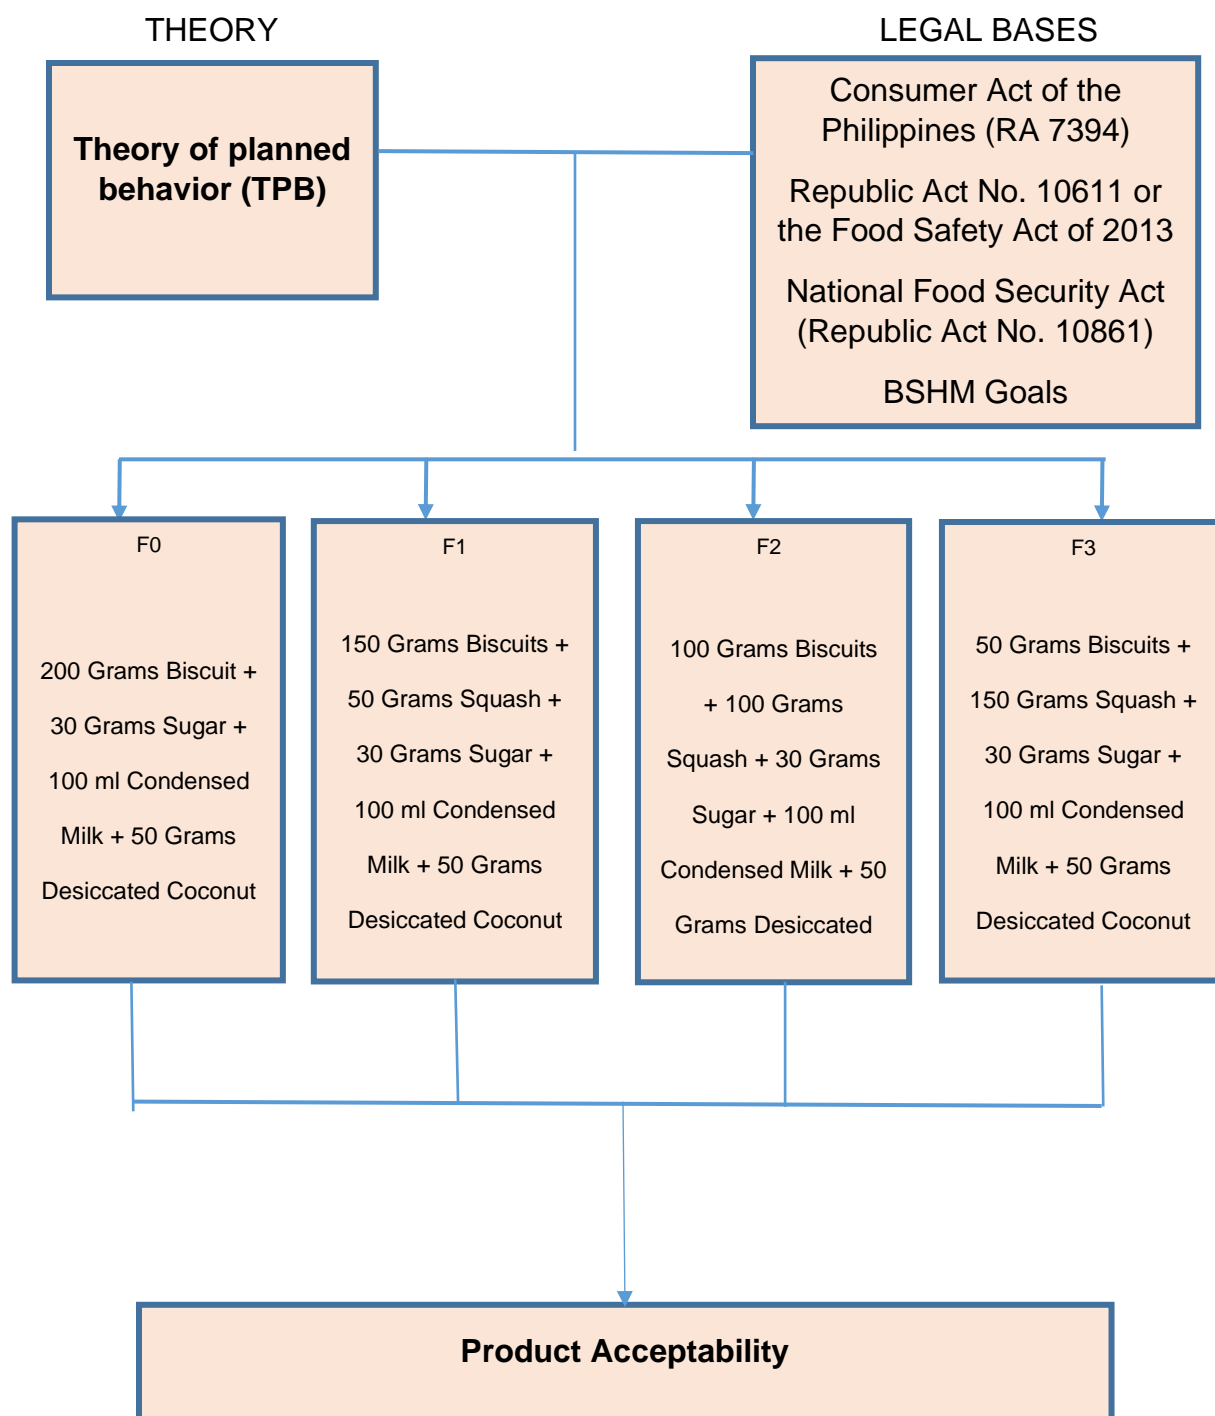 THEORY
LEGAL BASES
Theory of planned
behavior (TPB)
Consumer Act of the
Philippines (RA 7394)
Republic Act No. 10611 or
the Food Safety Act of 2013
National Food Security Act
(Republic Act No. 10861)
BSHM Goals
F0
200 Grams Biscuit +
30 Grams Sugar +
100 ml Condensed
Milk + 50 Grams
Desiccated Coconut
F1
150 Grams Biscuits +
50 Grams Squash +
30 Grams Sugar +
100 ml Condensed
Milk + 50 Grams
Desiccated Coconut
F2
100 Grams Biscuits
+ 100 Grams
Squash + 30 Grams
Sugar + 100 ml
Condensed Milk + 50
Grams Desiccated
F3
50 Grams Biscuits +
150 Grams Squash +
30 Grams Sugar +
100 ml Condensed
Milk + 50 Grams
Desiccated Coconut
Product Acceptability